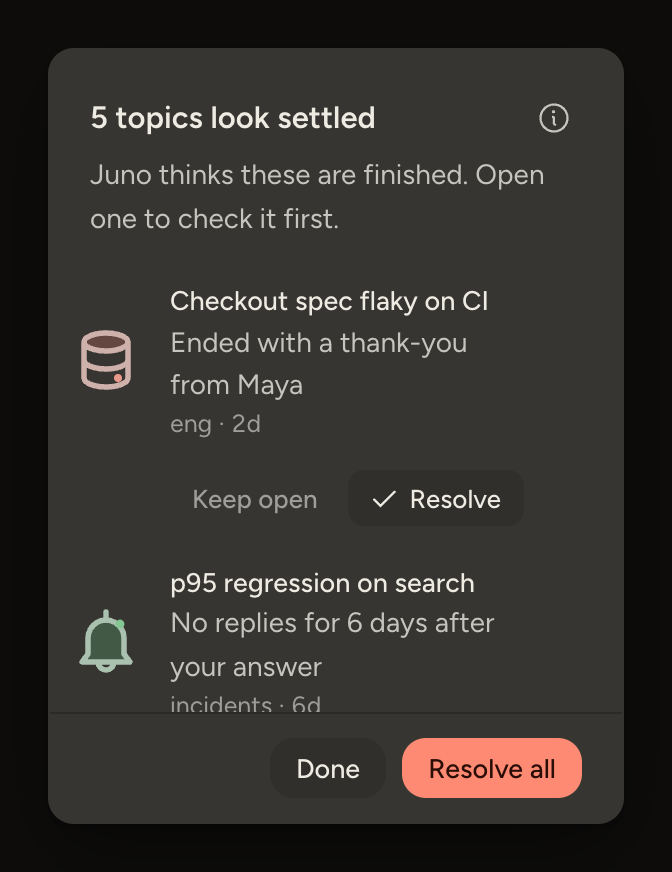 5 topics look settled
Juno thinks these are finished. Open
one to check it first.
Checkout spec flaky on CI
Ended with a thank-you
from Maya
eng · 2d
Keep open
Resolve
p95 regression on search
No replies for 6 days after
your answer
incidents · 6d
Done
Resolve all